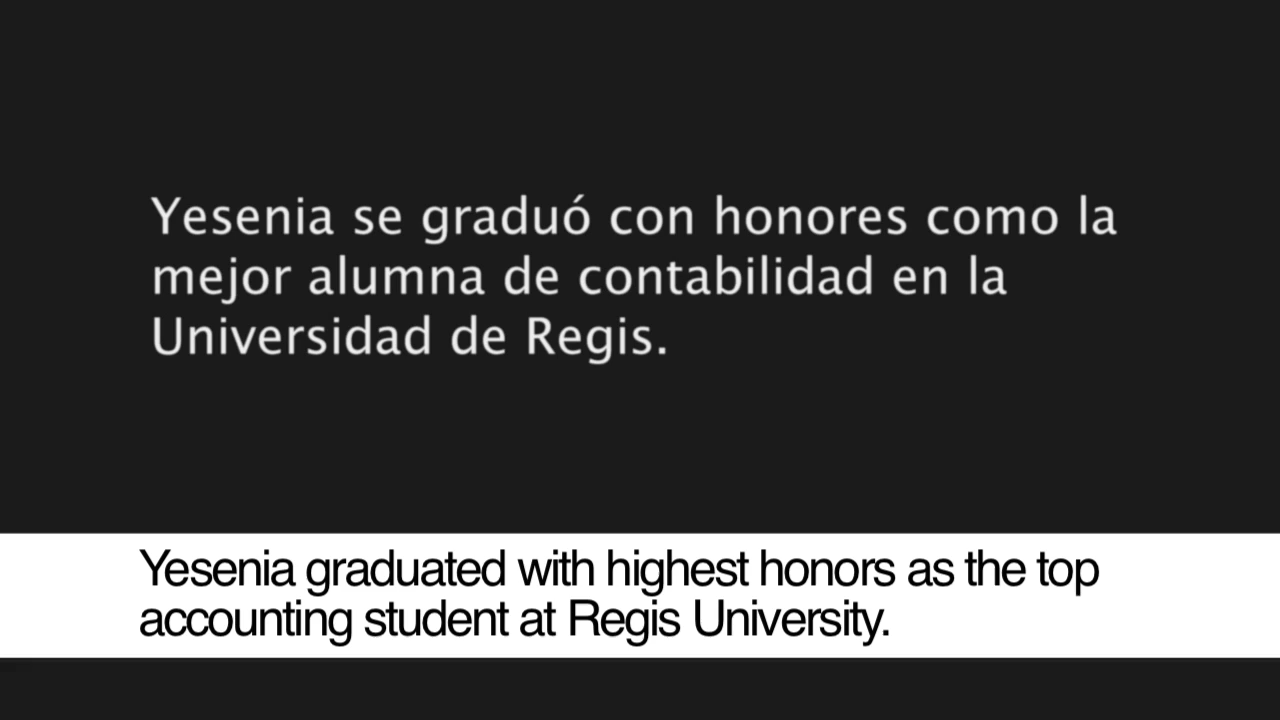 Yesenia se graduó con honores como la
mejor alumna de contabilidad en la
Universidad de Regis.
Yesenia graduated with highest honors as the top
accounting student at Regis University.